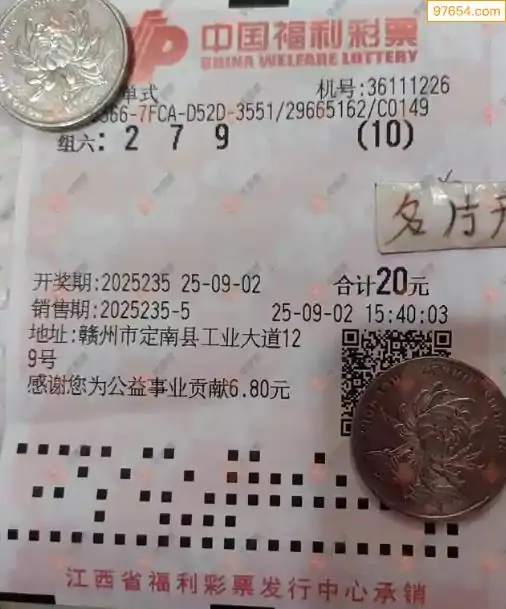 97654.com
中国福利彩票
CHINA WELFARE LOTTERY
单式 机号:36111226
366-7FCA-D52D-3551/29665162/C0149
组六: 2 7 9 (10)
名片
开奖期:2025235 25-09-02 合计20元
销售期:2025235-5 25-09-02 15:40:03
地址:赣州市定南县工业大道12
9号
感谢您为公益事业贡献6.80元
江西省福利彩票发行中心承销